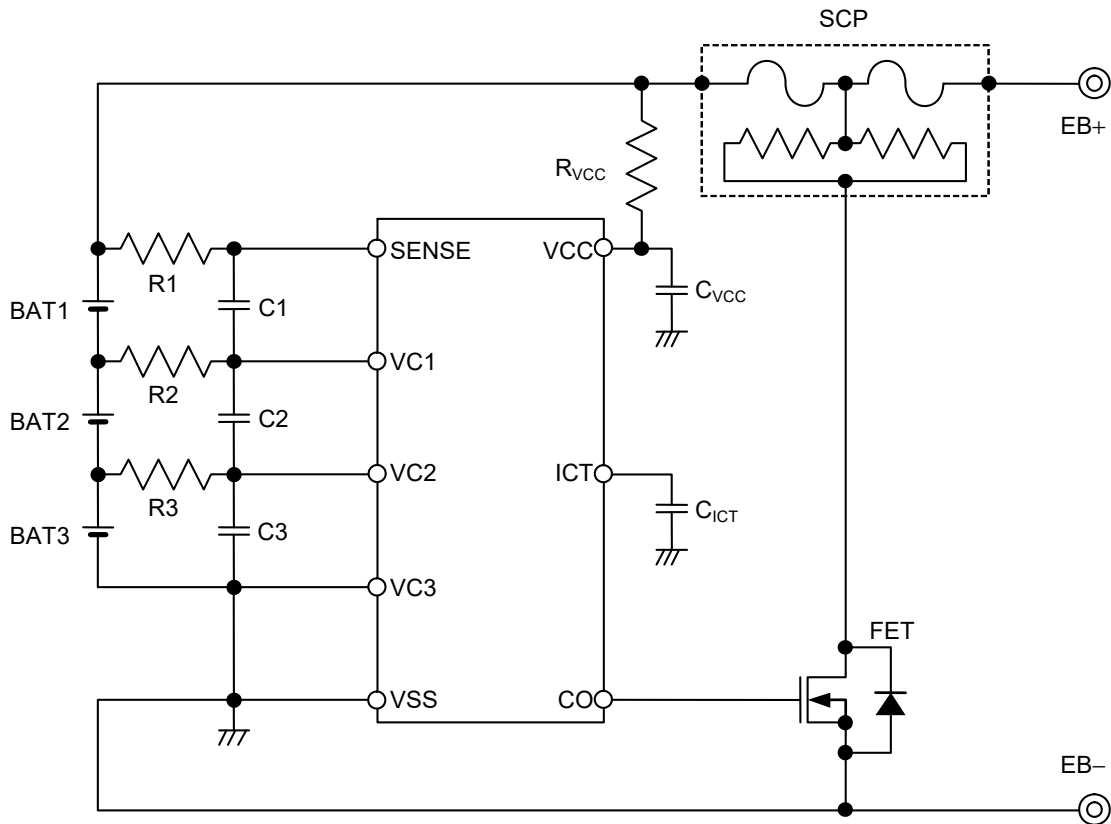 SCP
EB+
RVCC
SENSE
VCC
R1
BAT1
C1
CVCC
VC1
R2
BAT2
C2
VC2
ICT
R3
BAT3
C3
CICT
VC3
FET
VSS
CO
EB−